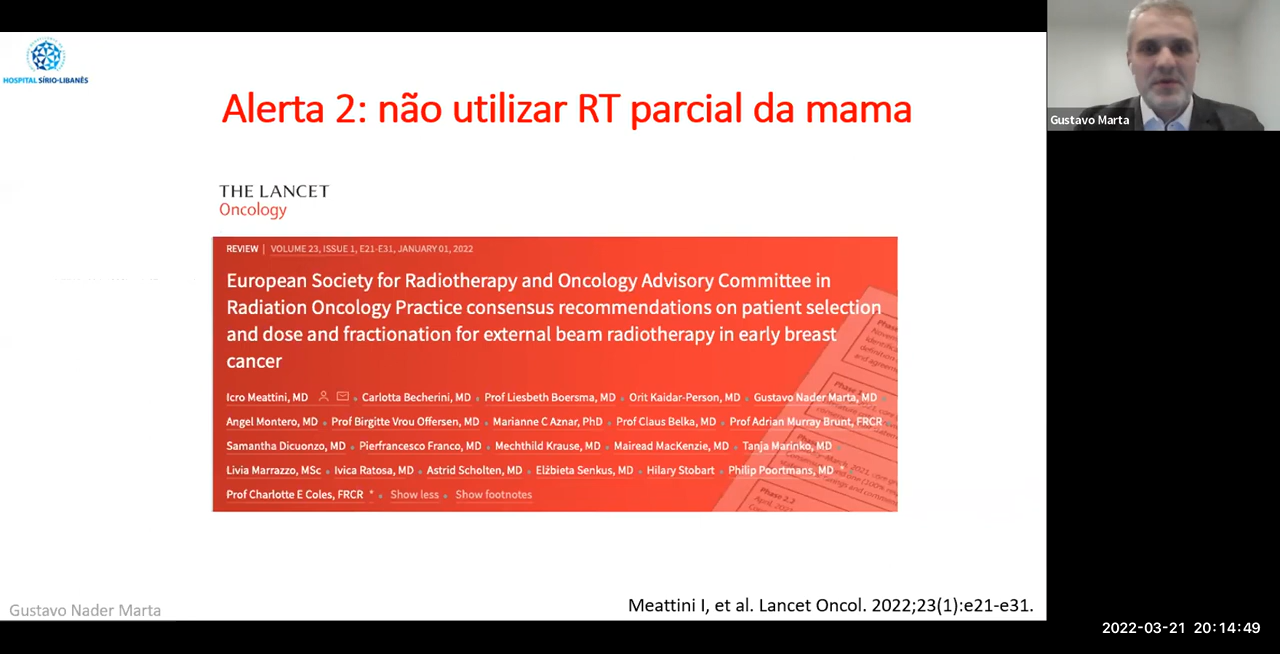 HOSPITAL SÍRIO-LIBANÊS
Alerta 2: não utilizar RT parcial da mama
THE LANCET
Oncology
REVIEW | VOLUME 23, ISSUE 1, E21-E31, JANUARY 01, 2022
European Society for Radiotherapy and Oncology Advisory Committee in
Radiation Oncology Practice consensus recommendations on patient selection
and dose and fractionation for external beam radiotherapy in early breast
cancer
Icro Meattini, MD • Carlotta Becherini, MD • Prof Liesbeth Boersma, MD • Orit Kaidar-Person, MD • Gustavo Nader Marta, MD •
Angel Montero, MD • Prof Birgitte Vrou Offersen, MD • Marianne C Aznar, PhD • Prof Claus Belka, MD • Prof Adrian Murray Brunt, FRCR •
Samantha Dicuonzo, MD • Pierfrancesco Franco, MD • Mechthild Krause, MD • Mairead MacKenzie, MD • Tanja Marinko, MD •
Livia Marrazzo, MSc • Ivica Ratosa, MD • Astrid Scholten, MD • Elżbieta Senkus, MD • Hilary Stobart • Philip Poortmans, MD * •
Prof Charlotte E Coles, FRCR * • Show less • Show footnotes
Phase 2.2
April, 2021
Gustavo Nader Marta
Meattini I, et al. Lancet Oncol. 2022;23(1):e21-e31.
Gustavo Marta
2022-03-21 20:14:49